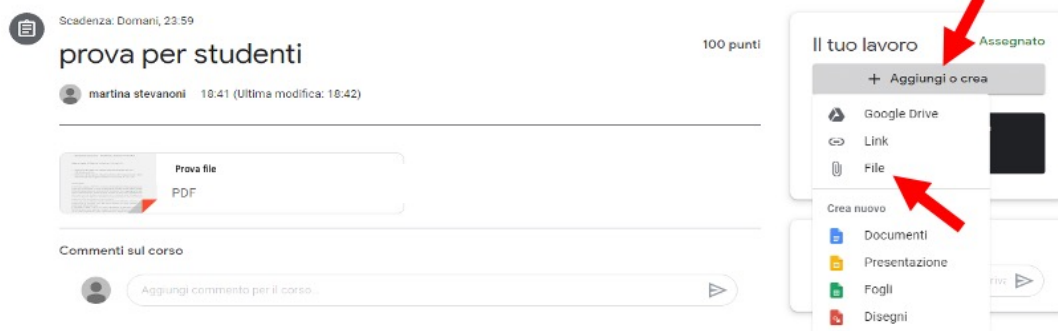 Scadenza: Domani, 23:59
prova per studenti
100 punti
martina stevanoni 18:41 (Ultima modifica: 18:42)
Prova file
PDF
Commenti sul corso
Aggiungi commento per il corso...
Il tuo lavoro
Assegnato
+ Aggiungi o crea
Google Drive
Link
File
Crea nuovo
Documenti
Presentazione
Fogli
Disegni